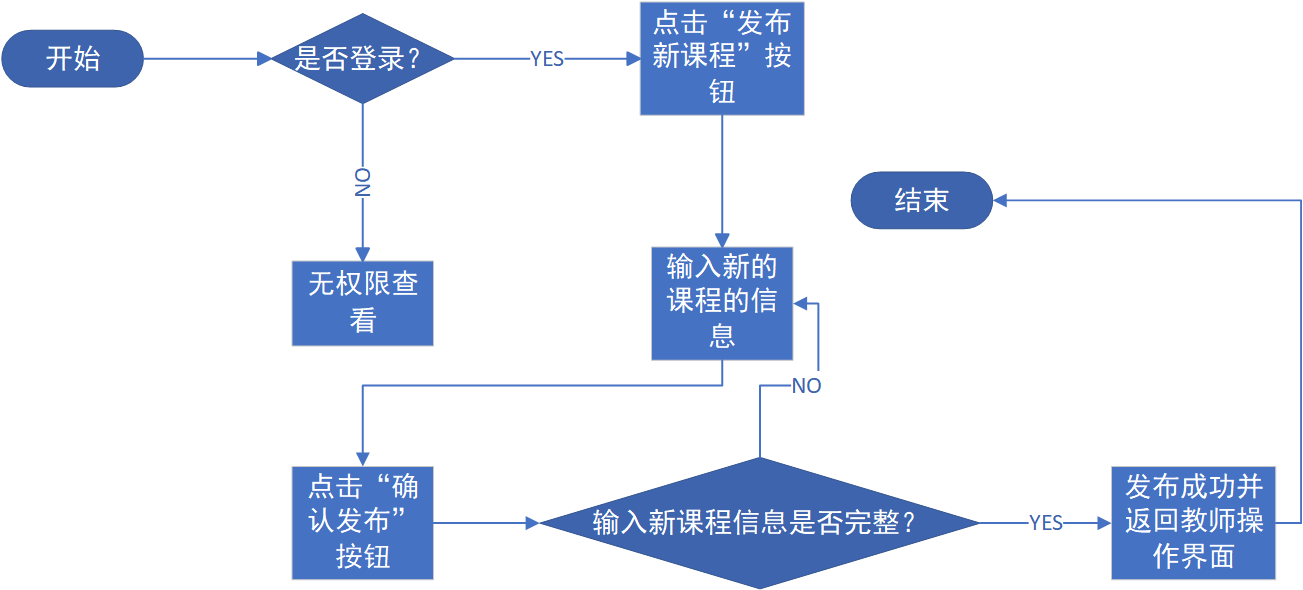 开始
是否登录？
YES
点击“发布
新课程”按
钮
NO
无权限查
看
输入新的
课程的信
息
结束
NO
点击“确
认发布”
按钮
输入新课程信息是否完整？
YES
发布成功并
返回教师操
作界面